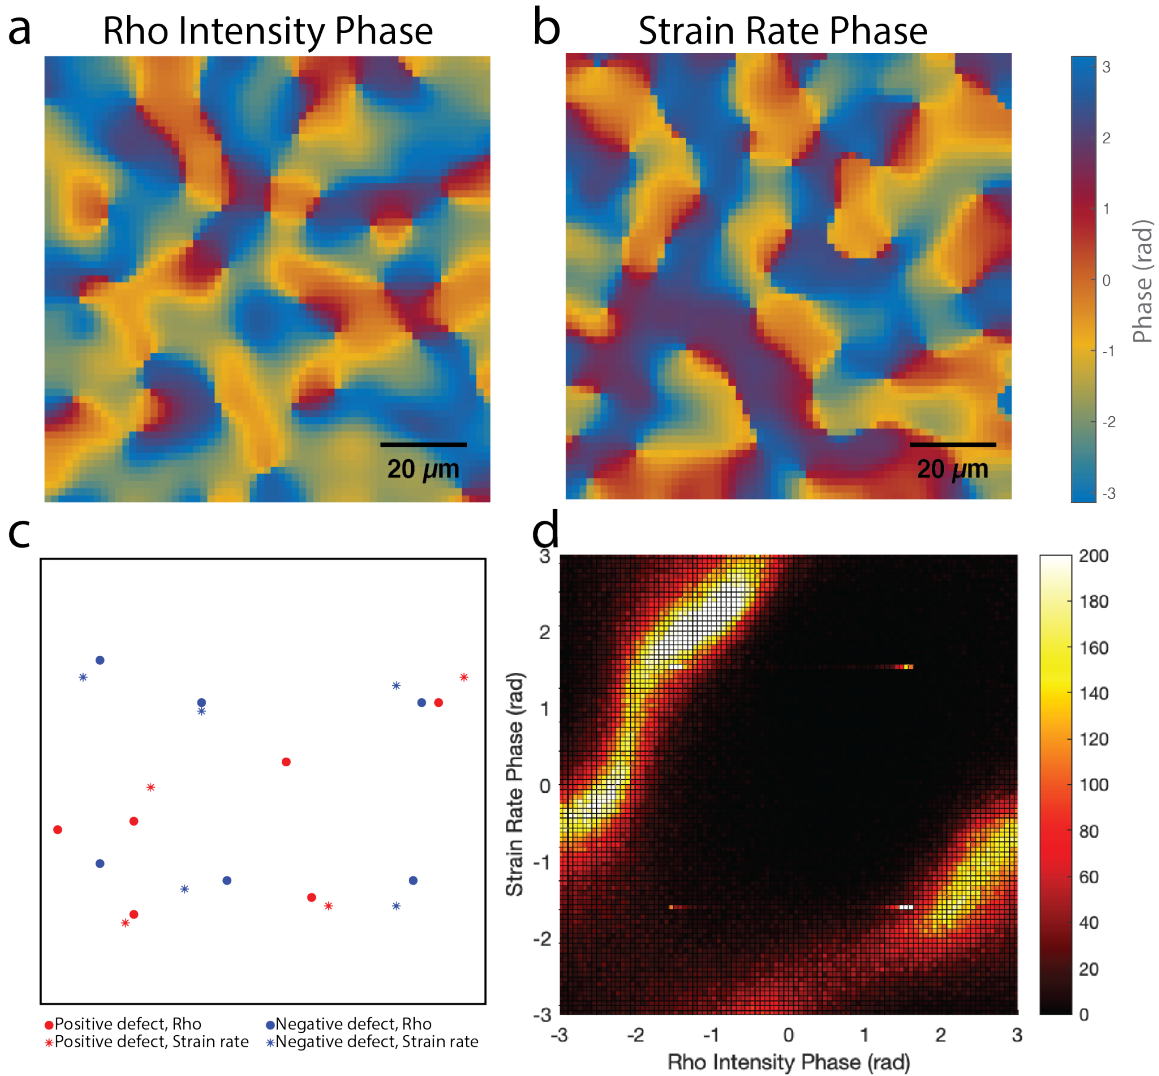 a Rho Intensity Phase
b Strain Rate Phase
3
2
1
0
-1
-2
-3
Phase (rad)
20 µm
20 µm
c
d
3
2
1
0
-1
-2
-3
Strain Rate Phase (rad)
-3 -2 -1 0 1 2 3
Rho Intensity Phase (rad)
200
180
160
140
120
100
80
60
40
20
0
Positive defect, Rho
Negative defect, Rho
Positive defect, Strain rate
Negative defect, Strain rate